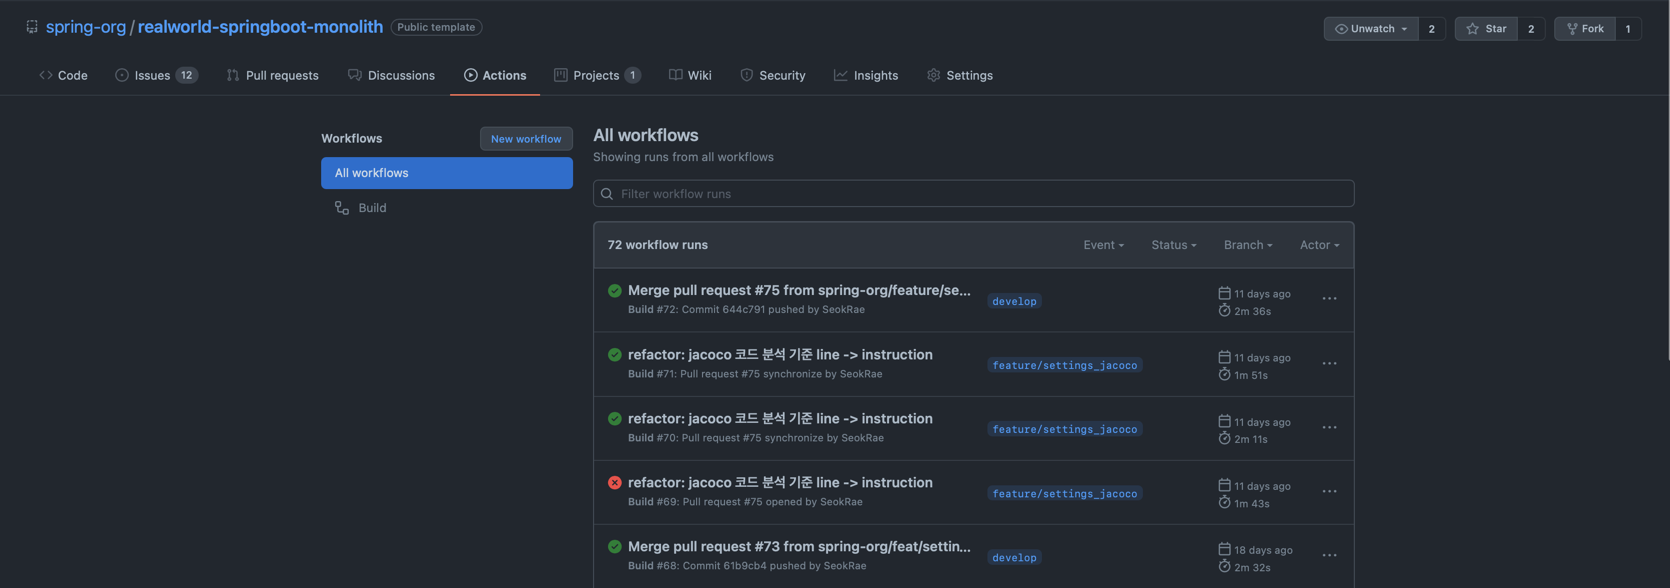 spring-org / realworld-springboot-monolith Public template
Unwatch 2 Star 2 Fork 1
Code Issues 12 Pull requests Discussions Actions Projects 1 Wiki Security Insights Settings
Workflows New workflow
All workflows
Build
All workflows
Showing runs from all workflows
Filter workflow runs
72 workflow runs Event Status Branch Actor
Merge pull request #75 from spring-org/feature/se...
Build #72: Commit 644c791 pushed by SeokRae
develop
11 days ago
2m 36s
refactor: jacoco 코드 분석 기준 line -> instruction
Build #71: Pull request #75 synchronize by SeokRae
feature/settings_jacoco
11 days ago
1m 51s
refactor: jacoco 코드 분석 기준 line -> instruction
Build #70: Pull request #75 synchronize by SeokRae
feature/settings_jacoco
11 days ago
2m 11s
refactor: jacoco 코드 분석 기준 line -> instruction
Build #69: Pull request #75 opened by SeokRae
feature/settings_jacoco
11 days ago
1m 43s
Merge pull request #73 from spring-org/feat/settin...
Build #68: Commit 61b9cb4 pushed by SeokRae
develop
18 days ago
2m 32s